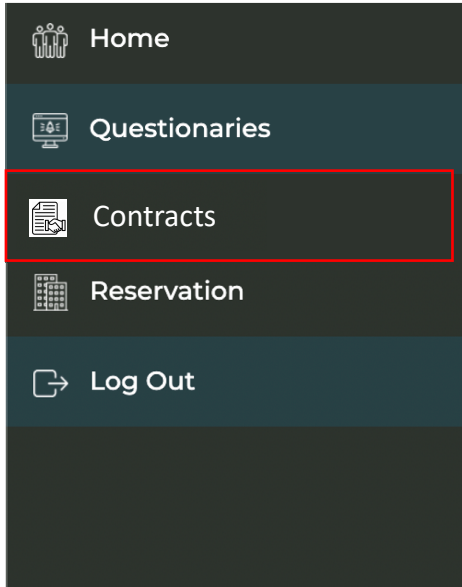 Home
Questionaries
Contracts
Reservation
Log Out